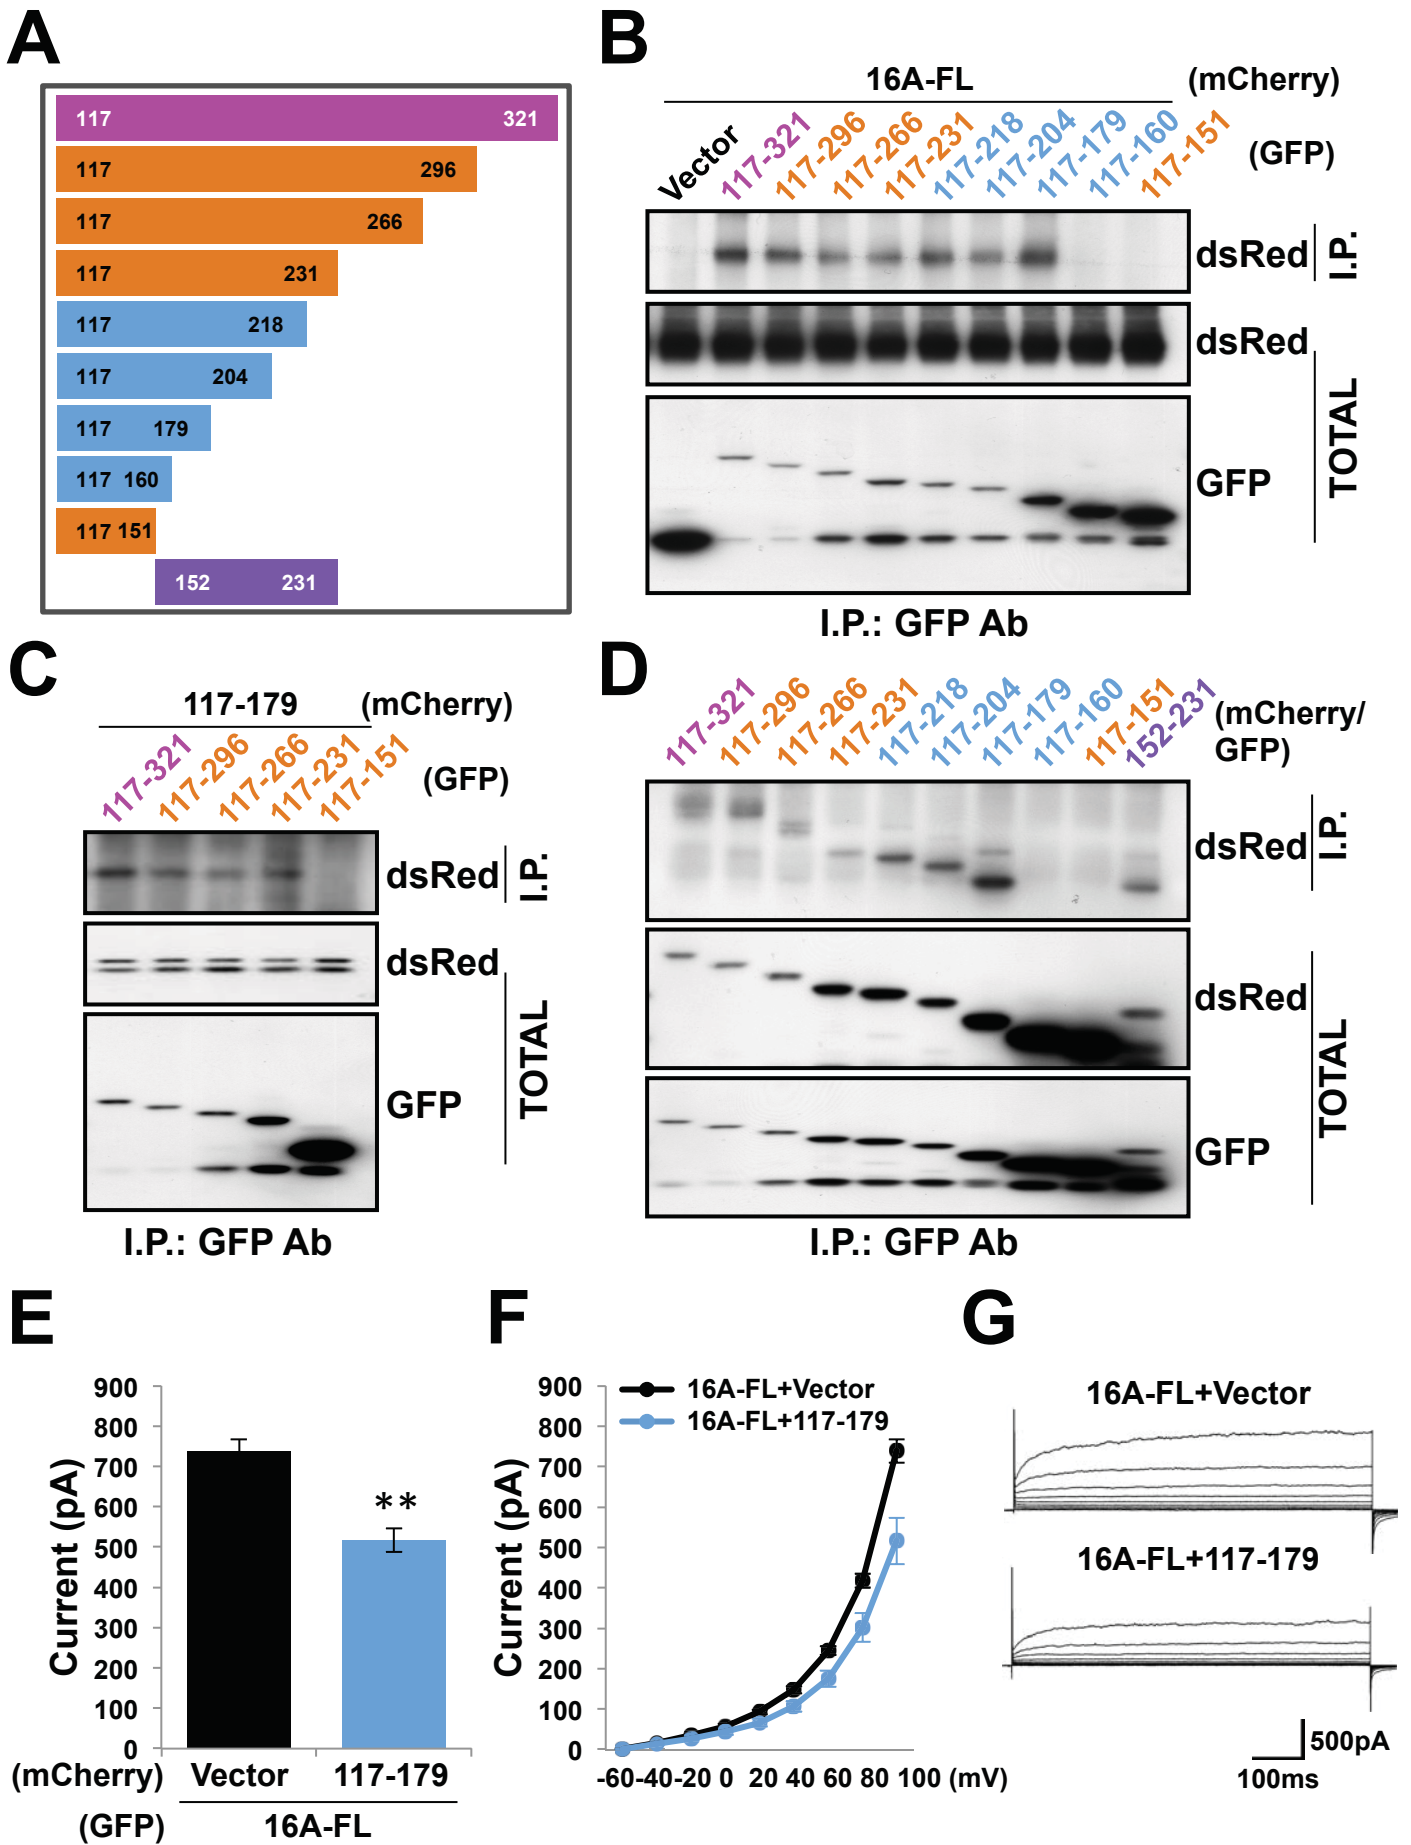 A
117 321
117 296
117 266
117 231
117 218
117 204
117 179
117 160
117 151
152 231
B
16A-FL (mCherry)
Vector 117-321 117-296 117-266 117-231 117-218 117-204 117-179 117-160 117-151 (GFP)
dsRed I.P.
dsRed
GFP
TOTAL
I.P.: GFP Ab
C
117-179 (mCherry)
117-321 117-296 117-266 117-231 117-151 (GFP)
dsRed I.P.
dsRed
GFP
TOTAL
I.P.: GFP Ab
D
117-321 117-296 117-266 117-231 117-218 117-204 117-179 117-160 117-151 152-231 (mCherry/
GFP)
dsRed I.P.
dsRed
GFP
TOTAL
I.P.: GFP Ab
E
Current (pA)
900
800
700
600
500
400
300
200
100
0
**
(mCherry) Vector 117-179
(GFP) 16A-FL
F
Current (pA)
900
800
700
600
500
400
300
200
100
0
16A-FL+Vector
16A-FL+117-179
-60-40-20 0 20 40 60 80 100 (mV)
G
16A-FL+Vector
16A-FL+117-179
500pA
100ms